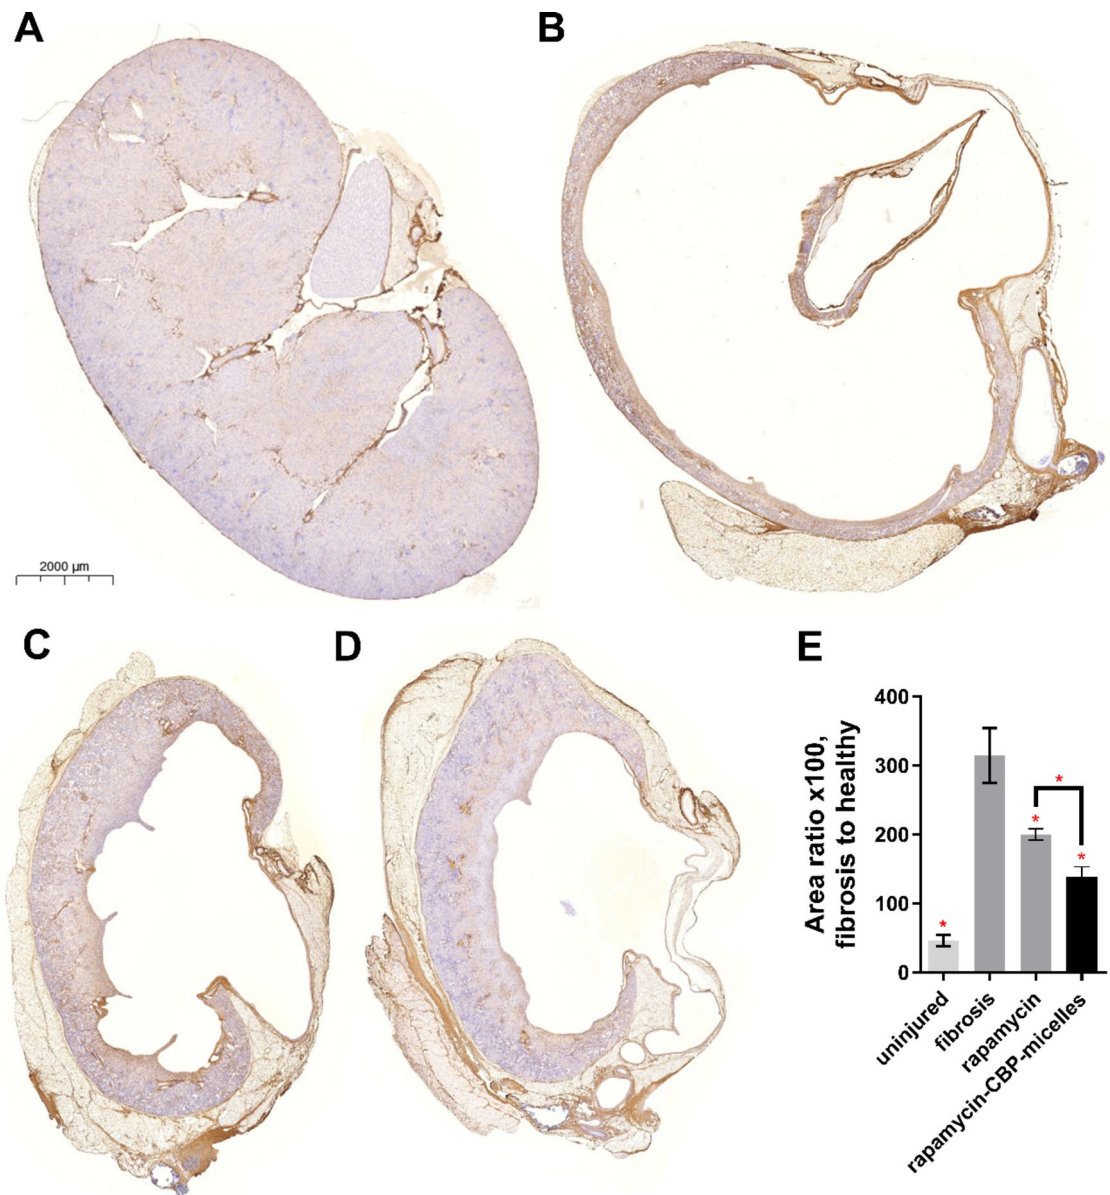 A
B
2000 µm
C
D
E
Area ratio x100,
fibrosis to healthy
400
300
200
100
0
*
*
*
*
uninjured
fibrosis
rapamycin
rapamycin-CBP-micelles